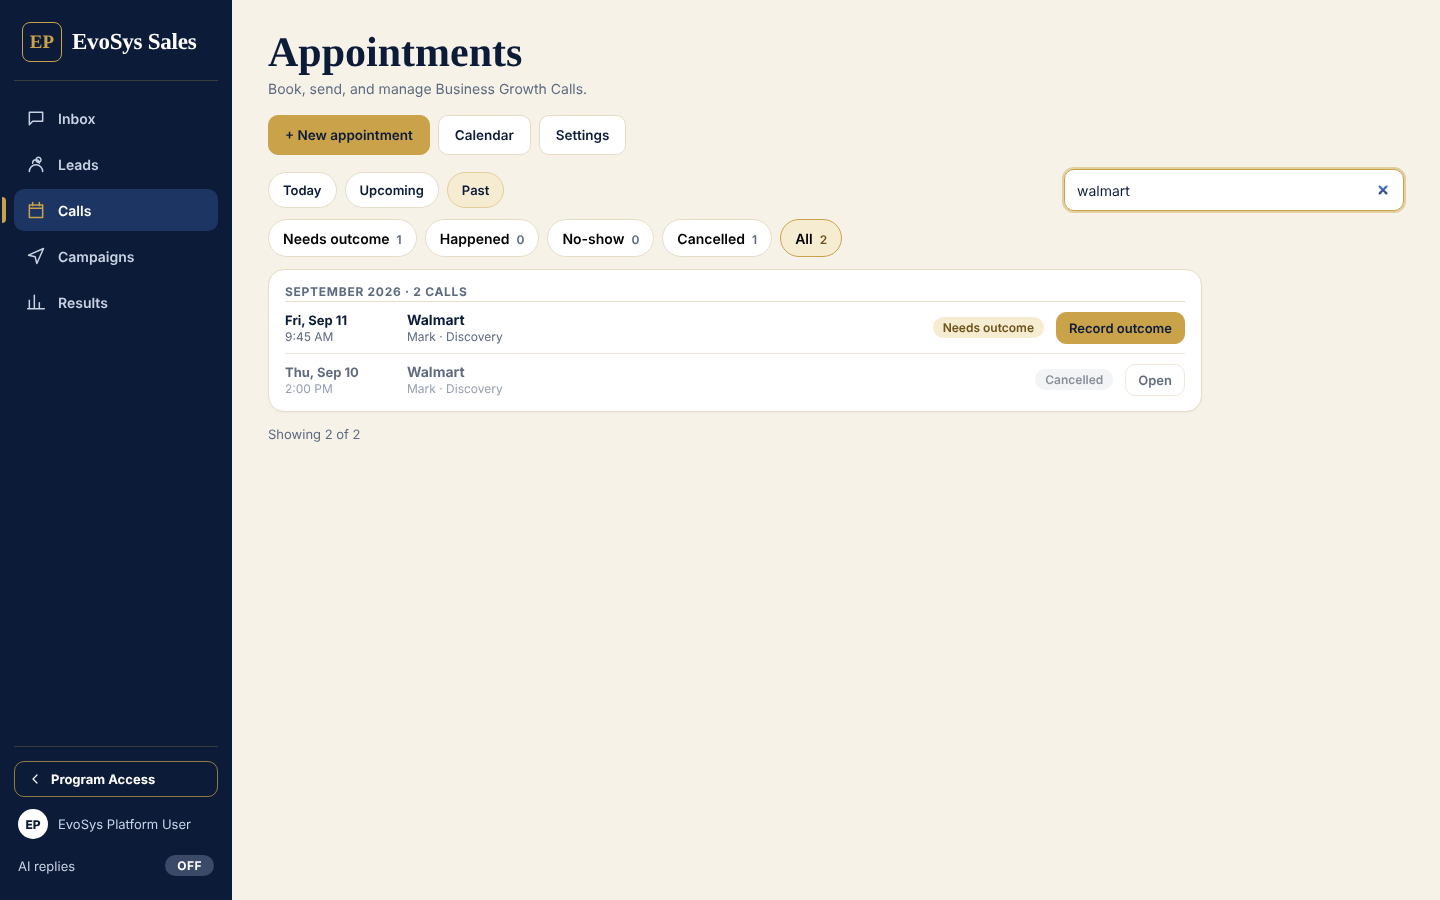 EP EvoSys Sales
Inbox
Leads
Calls
Campaigns
Results
Program Access
EP EvoSys Platform User
AI replies OFF
Appointments
Book, send, and manage Business Growth Calls.
+ New appointment Calendar Settings
Today Upcoming Past walmart ×
Needs outcome 1 Happened 0 No-show 0 Cancelled 1 All 2
SEPTEMBER 2026 · 2 CALLS
Fri, Sep 11 Walmart Needs outcome Record outcome
9:45 AM Mark · Discovery
Thu, Sep 10 Walmart Cancelled Open
2:00 PM Mark · Discovery
Showing 2 of 2